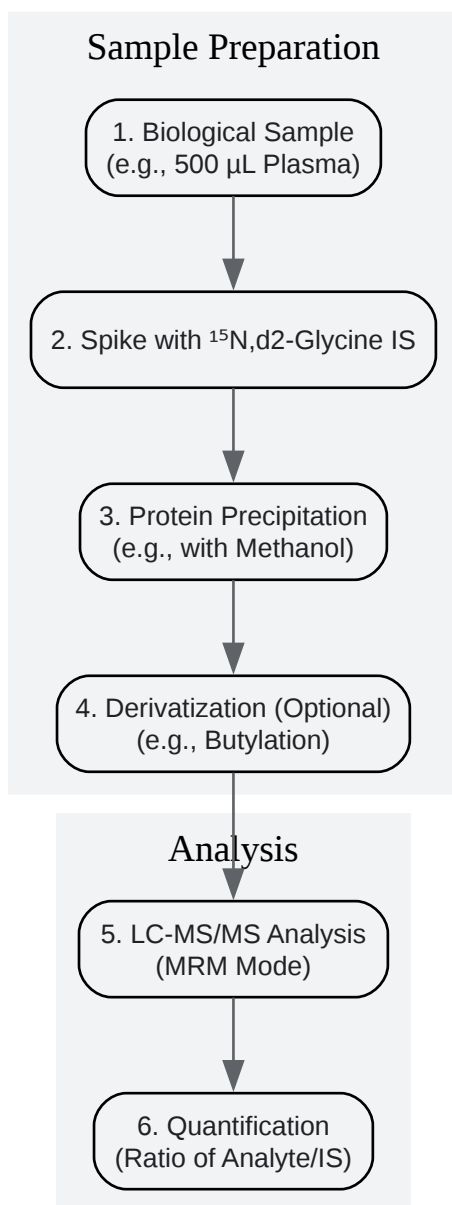 Sample Preparation
1. Biological Sample
(e.g., 500 µL Plasma)
2. Spike with ¹⁵N,d2-Glycine IS
3. Protein Precipitation
(e.g., with Methanol)
4. Derivatization (Optional)
(e.g., Butylation)
Analysis
5. LC-MS/MS Analysis
(MRM Mode)
6. Quantification
(Ratio of Analyte/IS)